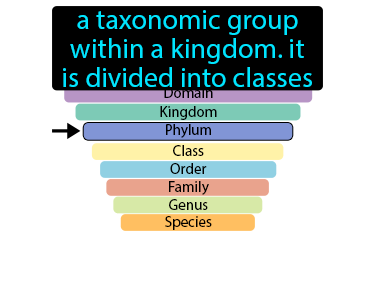 a taxonomic group
within a kingdom. it
is divided into classes
Domain
Kingdom
Phylum
Class
Order
Family
Genus
Species